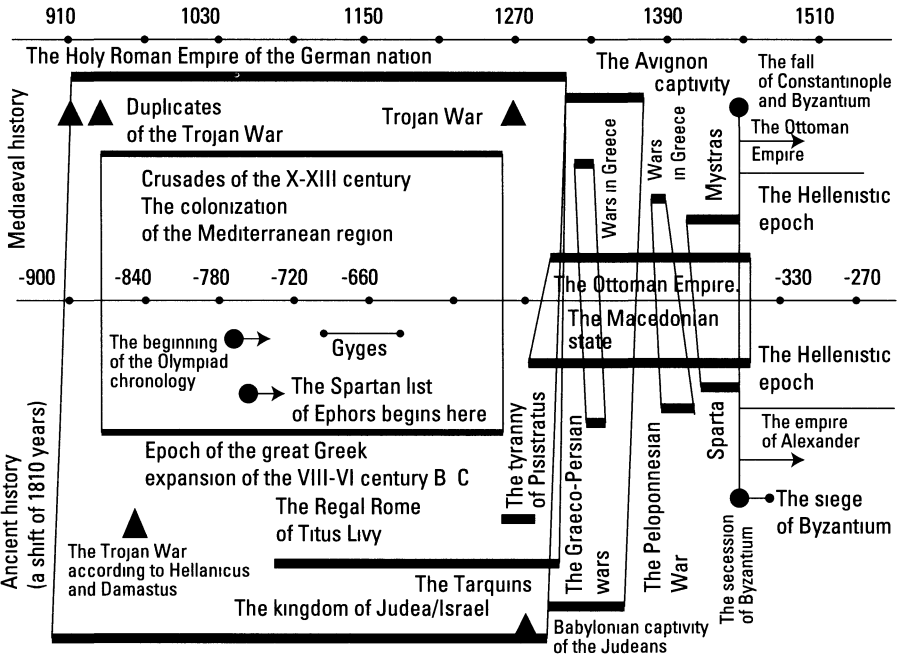 910 1030 1150 1270 1390 1510
The Holy Roman Empire of the German nation
The Avignon
captivity
The fall
of Constantinople
and Byzantium
Mediaeval history
Duplicates
of the Trojan War
Trojan War
Wars in Greece
Wars
in Greece
Mystras
The Ottoman
Empire
Crusades of the X-XIII century
The colonization
of the Mediterranean region
The Hellenistic
epoch
-900 -840 -780 -720 -660 -330 -270
The Ottoman Empire.
The Macedonian
state
The beginning
of the Olympiad
chronology
Gyges
The Spartan list
of Ephors begins here
The Hellenistic
epoch
Ancient history
(a shift of 1810 years)
Epoch of the great Greek
expansion of the VIII-VI century B C
The tyranny
of Pisistratus
The Graeco-Persian
wars
The Peloponnesian
War
Sparta
The empire
of Alexander
The Regal Rome
of Titus Livy
The siege
of Byzantium
The secession
of Byzantium
The Trojan War
according to Hellanicus
and Damastus
The Tarquins
The kingdom of Judea/Israel
Babylonian captivity
of the Judeans